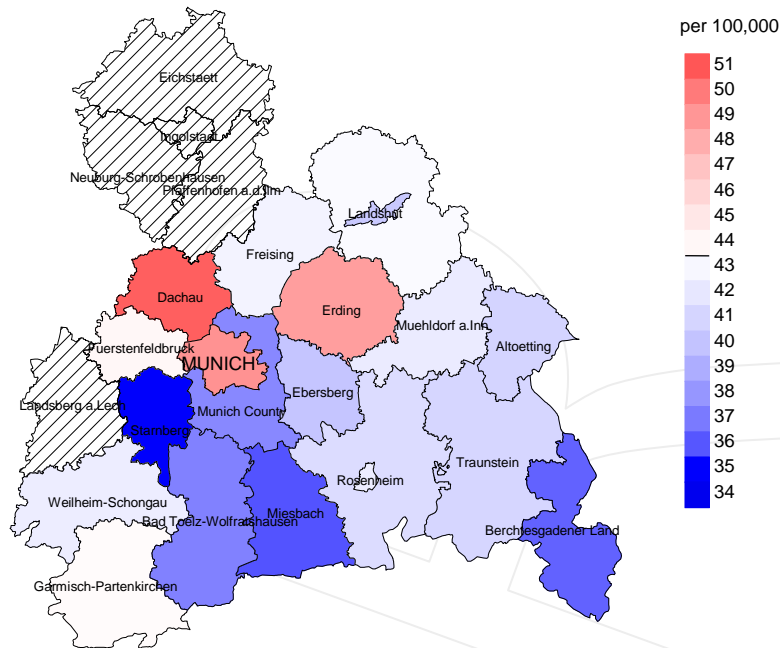 per 100,000
51
50
49
48
47
46
45
44
43
42
41
40
39
38
37
36
35
34
Eichstaett
Ingolstadt
Neuburg-Schrobenhausen
Pfaffenhofen a.d.Ilm
Landshut
Freising
Dachau
Erding
Muehldorf a.Inn
Altoetting
Fuerstenfeldbruck
MUNICH
Ebersberg
Landsberg a.Lech
Munich County
Starnberg
Traunstein
Rosenheim
Weilheim-Schongau
Miesbach
Bad Toelz-Wolfratshausen
Berchtesgadener Land
Garmisch-Partenkirchen